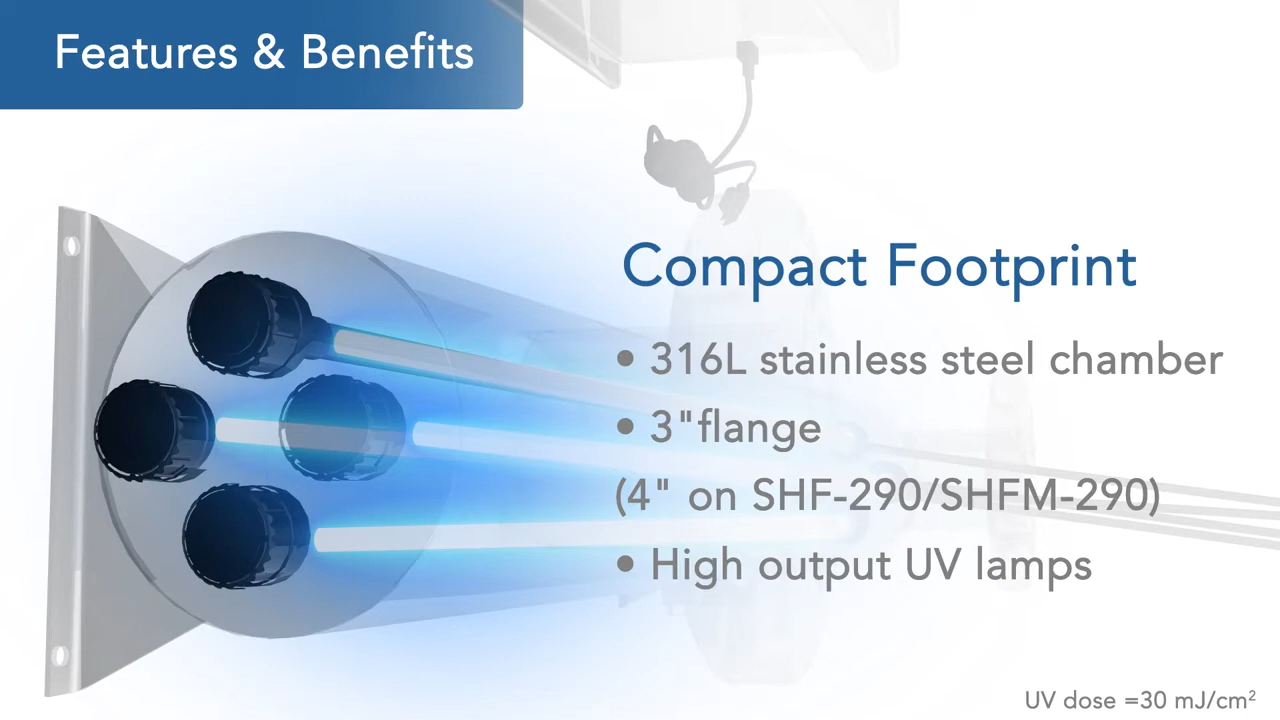 Features & Benefits
Compact Footprint
• 316L stainless steel chamber
• 3"flange
(4" on SHF-290/SHFM-290)
• High output UV lamps
UV dose =30 mJ/cm²